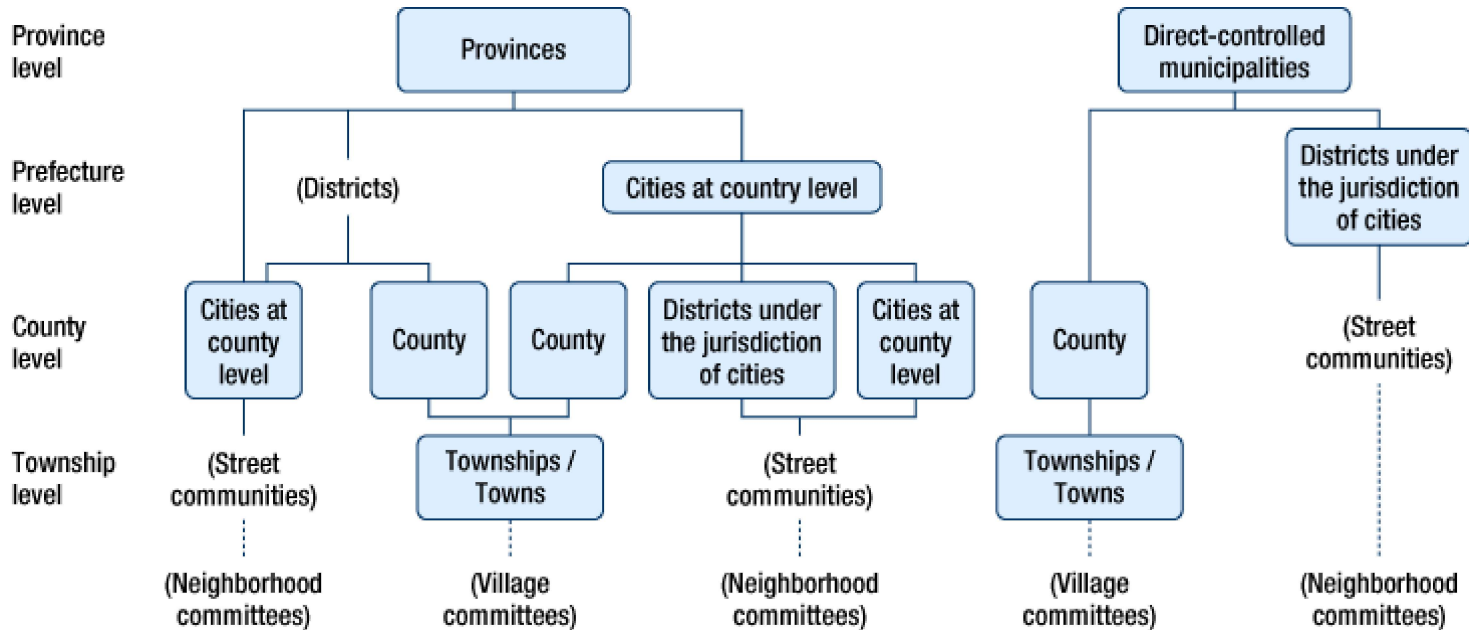 Province
level
Provinces
Direct-controlled
municipalities
Prefecture
level
(Districts)
Cities at country level
Districts under
the jurisdiction
of cities
County
level
Cities at
county
level
County
County
Districts under
the jurisdiction
of cities
Cities at
county
level
County
(Street
communities)
Township
level
(Street
communities)
Townships /
Towns
(Street
communities)
Townships /
Towns
(Neighborhood
committees)
(Village
committees)
(Neighborhood
committees)
(Village
committees)
(Neighborhood
committees)